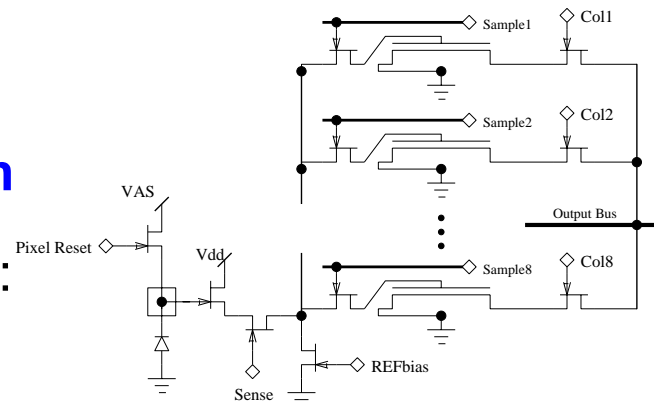 Sample1
Col1
Sample2
Col2
n
VAS
Output Bus
Pixel Reset
Vdd
:
Sample8
Col8
REFbias
Sense